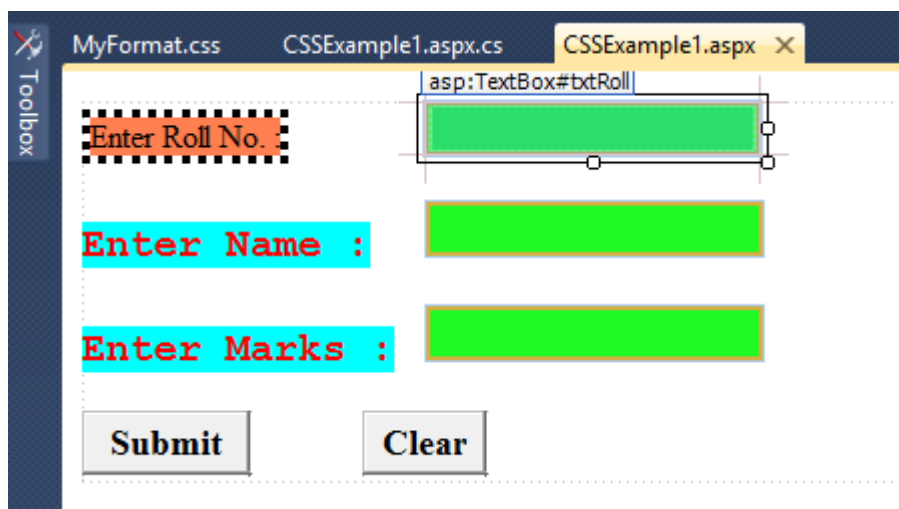 MyFormat.css CSSExample1.aspx.cs CSSExample1.aspx
Toolbox
asp:TextBox#txtRoll
Enter Roll No. :
Enter Name :
Enter Marks :
Submit Clear